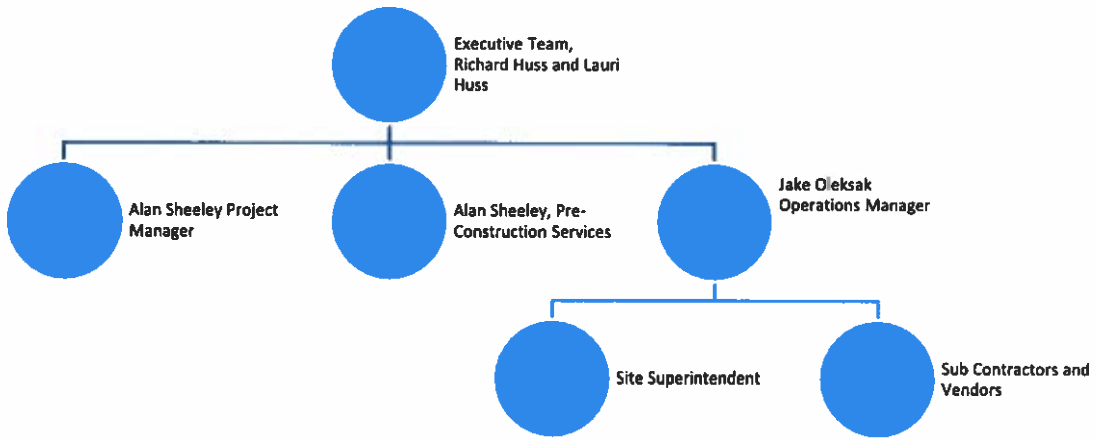 Executive Team,
Richard Huss and Lauri
Huss
Alan Sheeley Project
Manager
Alan Sheeley, Pre-
Construction Services
Jake Oleksak
Operations Manager
Site Superintendent
Sub Contractors and
Vendors